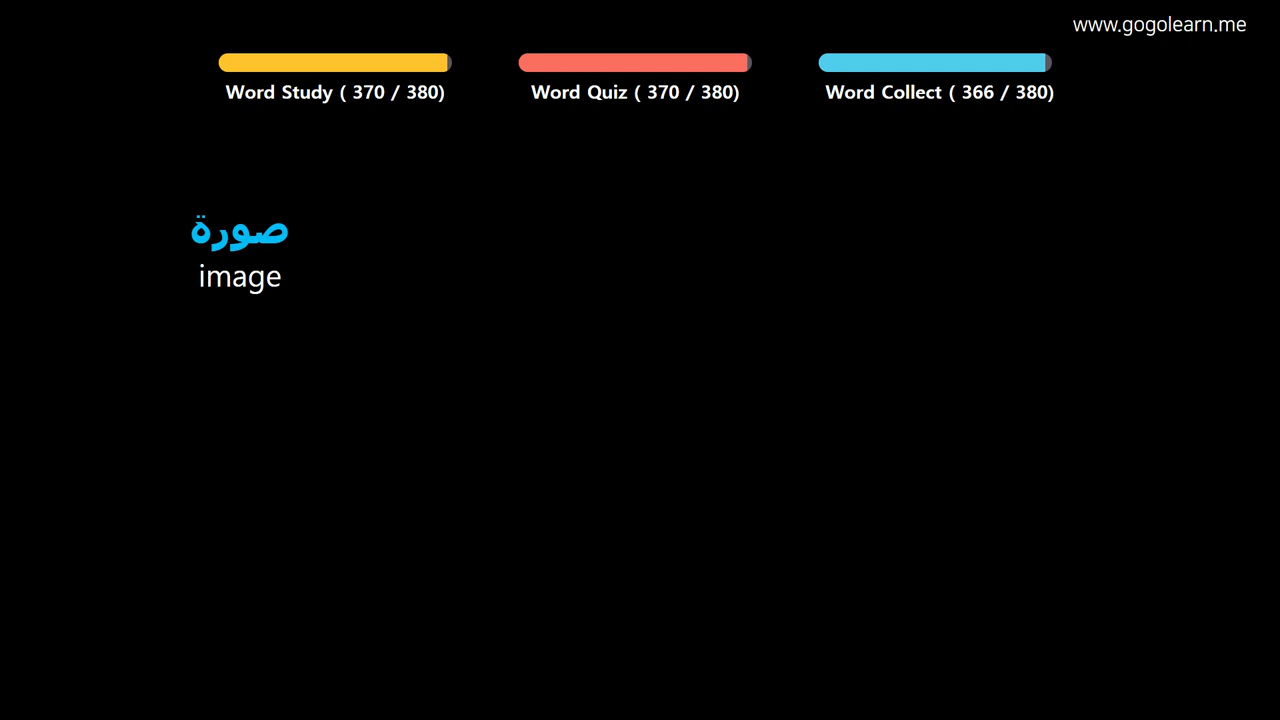 www.gogolearn.me
Word Study ( 370 / 380)
Word Quiz ( 370 / 380)
Word Collect ( 366 / 380)
صورة
image